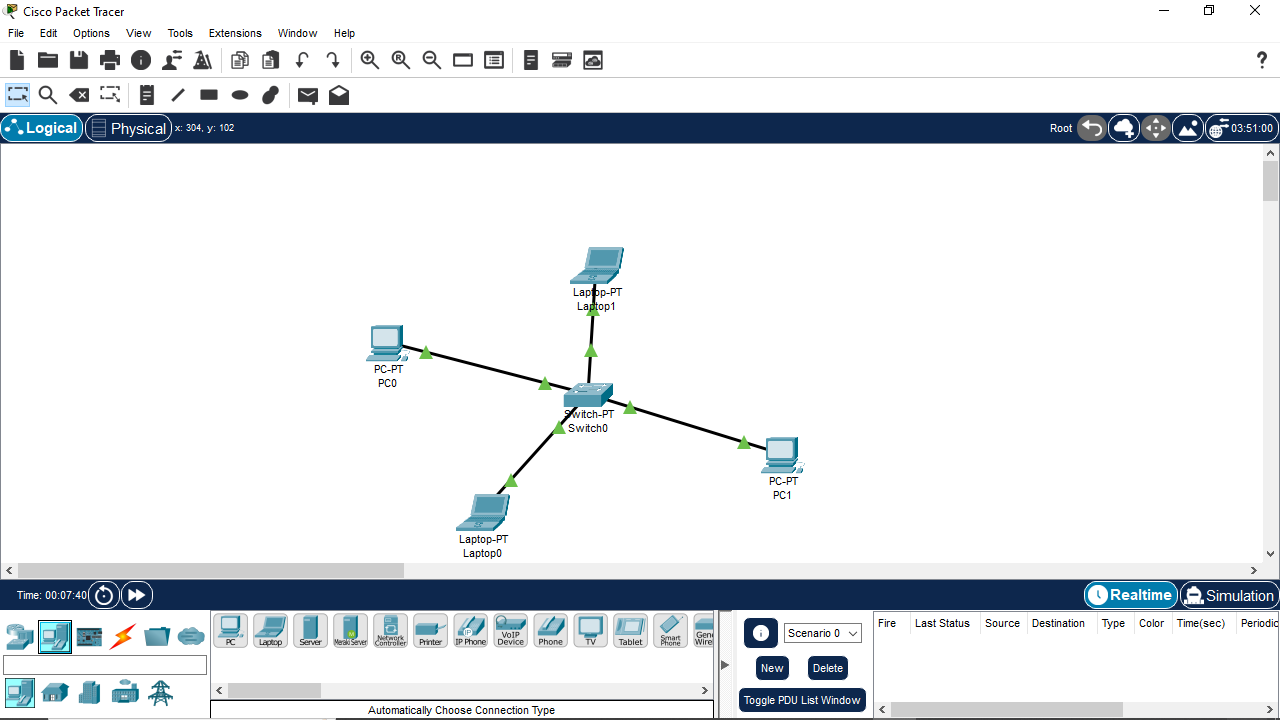 Cisco Packet Tracer
File Edit Options View Tools Extensions Window Help
Logical Physical x: 304, y: 102 Root 03:51:00
Laptop-PT
Laptop1
PC-PT
PC0
Switch-PT
Switch0
PC-PT
PC1
Laptop-PT
Laptop0
Time: 00:07:40 Realtime Simulation
PC Laptop Server Meraki Server Network Controller Printer IP Phone VoIP Device Phone TV Tablet Smart Phone
Scenario 0
New Delete
Toggle PDU List Window
Fire Last Status Source Destination Type Color Time(sec) Periodic
Automatically Choose Connection Type